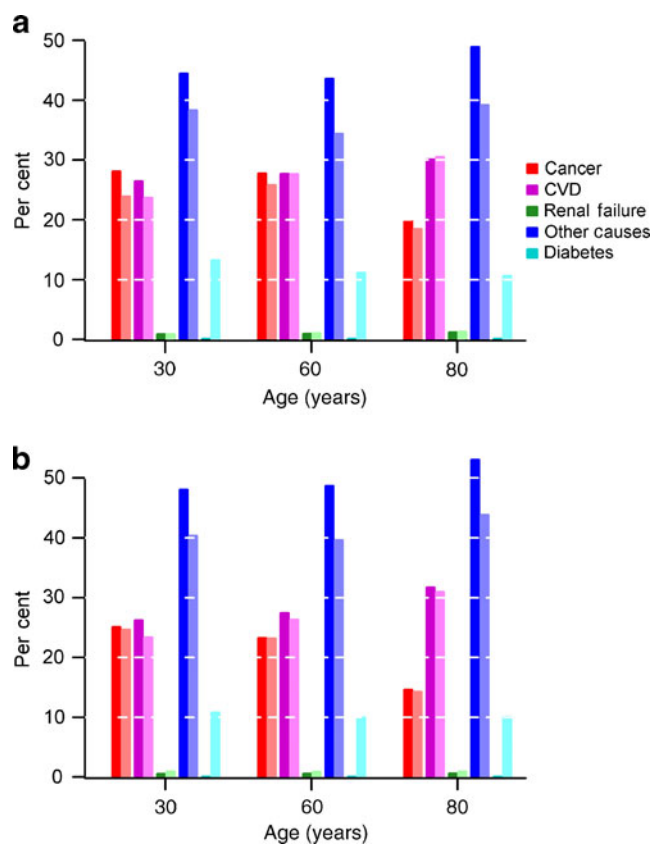 a
50
40
30
20
10
0
Per cent
30 60 80
Age (years)
Cancer
CVD
Renal failure
Other causes
Diabetes
b
50
40
30
20
10
0
Per cent
30 60 80
Age (years)